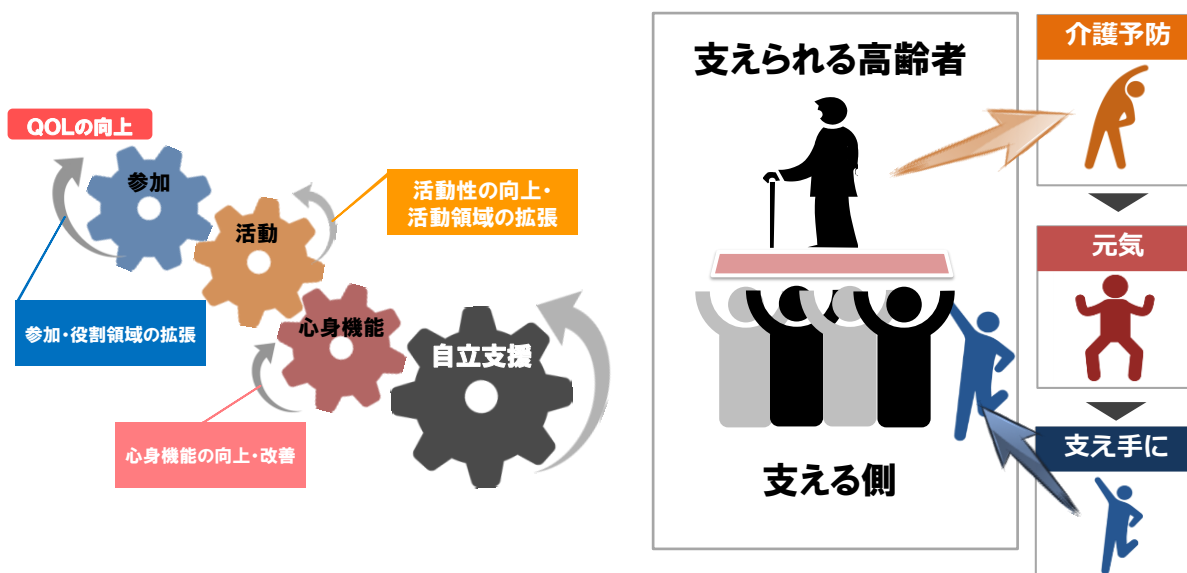 QOLの向上
参加
活動
活動性の向上・
活動領域の拡張
参加・役割領域の拡張
心身機能
自立支援
心身機能の向上・改善
支えられる高齢者
支える側
介護予防
元気
支え手に